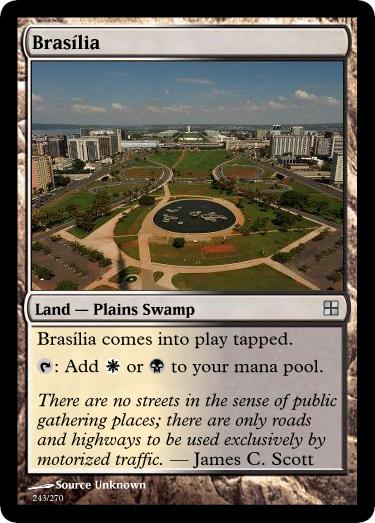 Brasília
Land — Plains Swamp
Brasília comes into play tapped.
: Add or to your mana pool.
There are no streets in the sense of public
gathering places; there are only roads
and highways to be used exclusively by
motorized traffic. — James C. Scott
Source Unknown
243/270